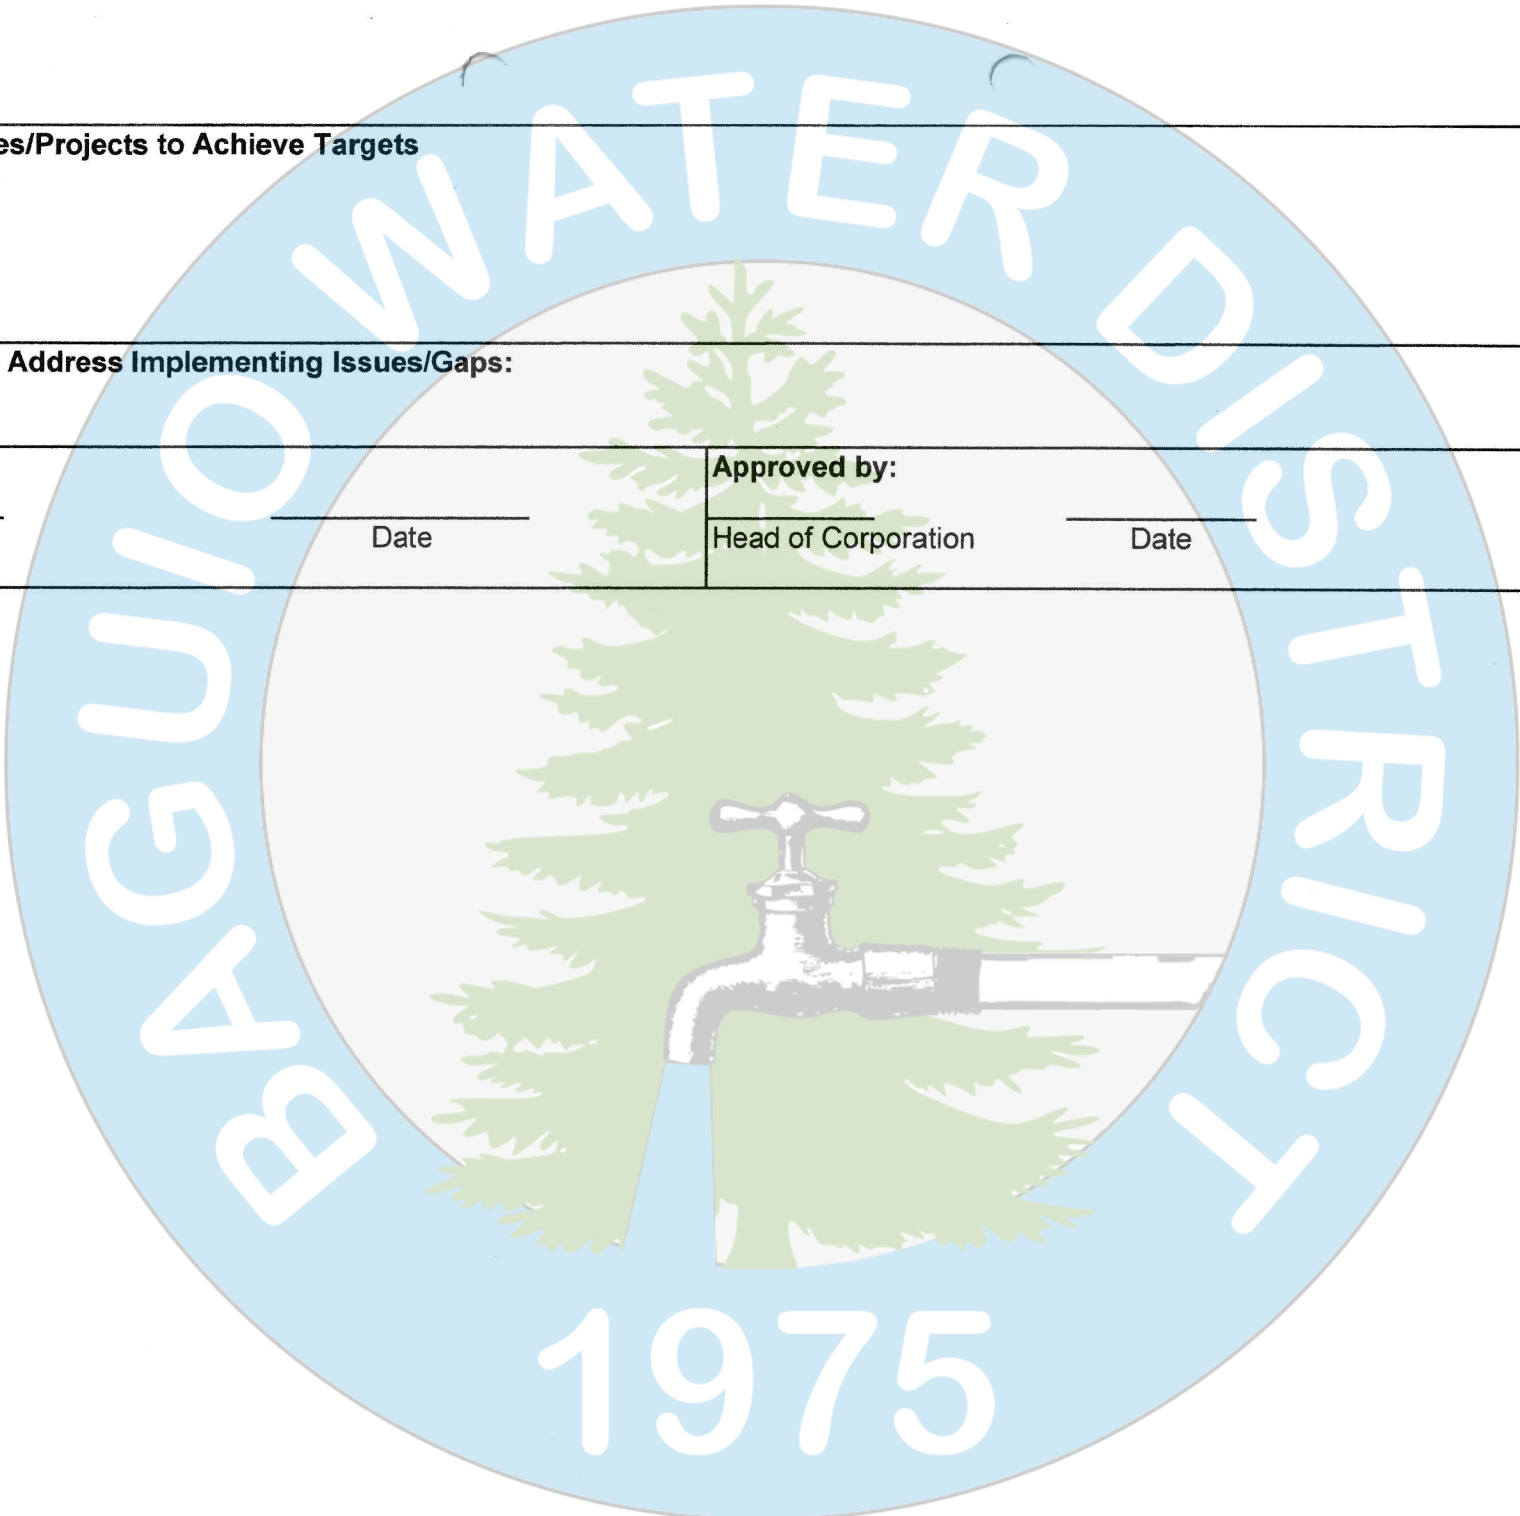 es/Projects to Achieve Targets
Address Implementing Issues/Gaps:
Approved by:
Date
Head of Corporation
Date
BAGUIO WATER DISTRICT
1975